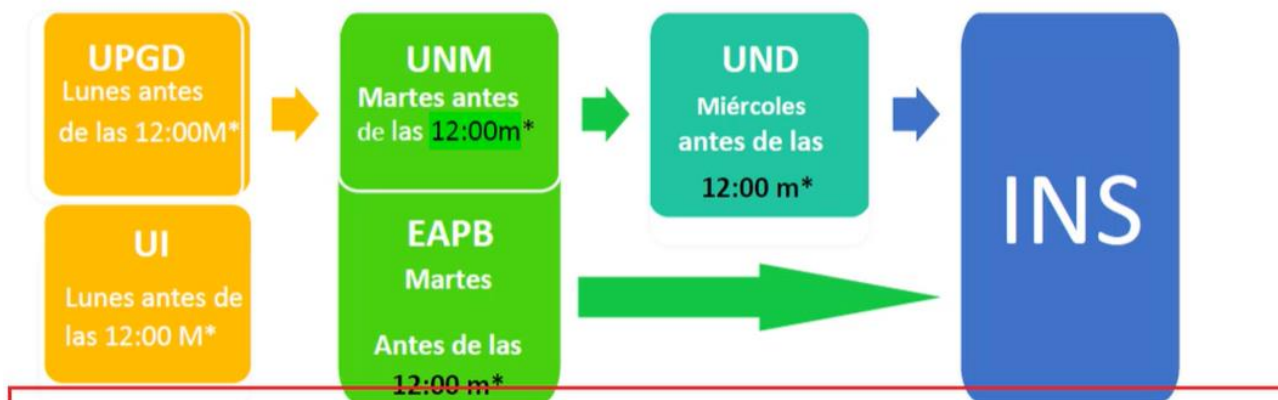 UPGD
Lunes antes
de las 12:00M*
UI
Lunes antes de
las 12:00 M*
UNM
Martes antes
de las 12:00m*
EAPB
Martes
Antes de las
12:00 m*
UND
Miércoles
antes de las
12:00 m*
INS